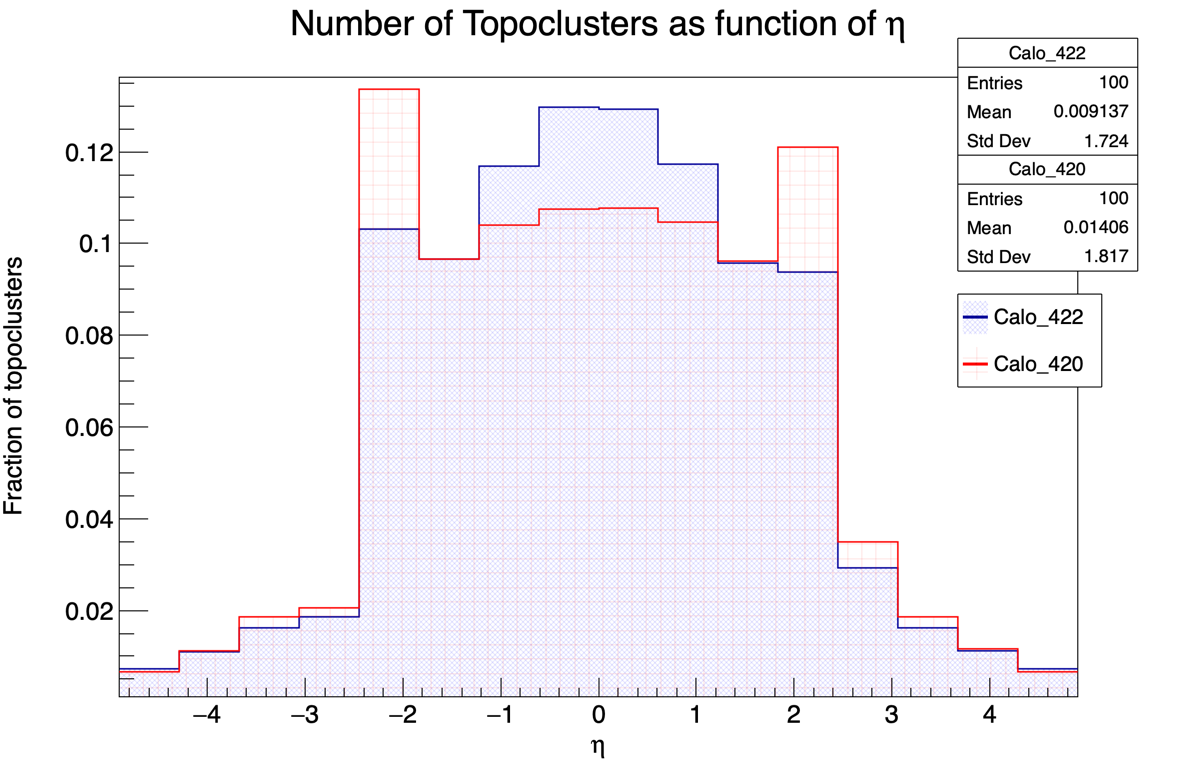 Number of Topoclusters as function of η
Calo_422
Entries 100
Mean 0.009137
Std Dev 1.724
Calo_420
Entries 100
Mean 0.01406
Std Dev 1.817
Calo_422
Calo_420
Fraction of topoclusters
0.12
0.1
0.08
0.06
0.04
0.02
−4 −3 −2 −1 0 1 2 3 4
η